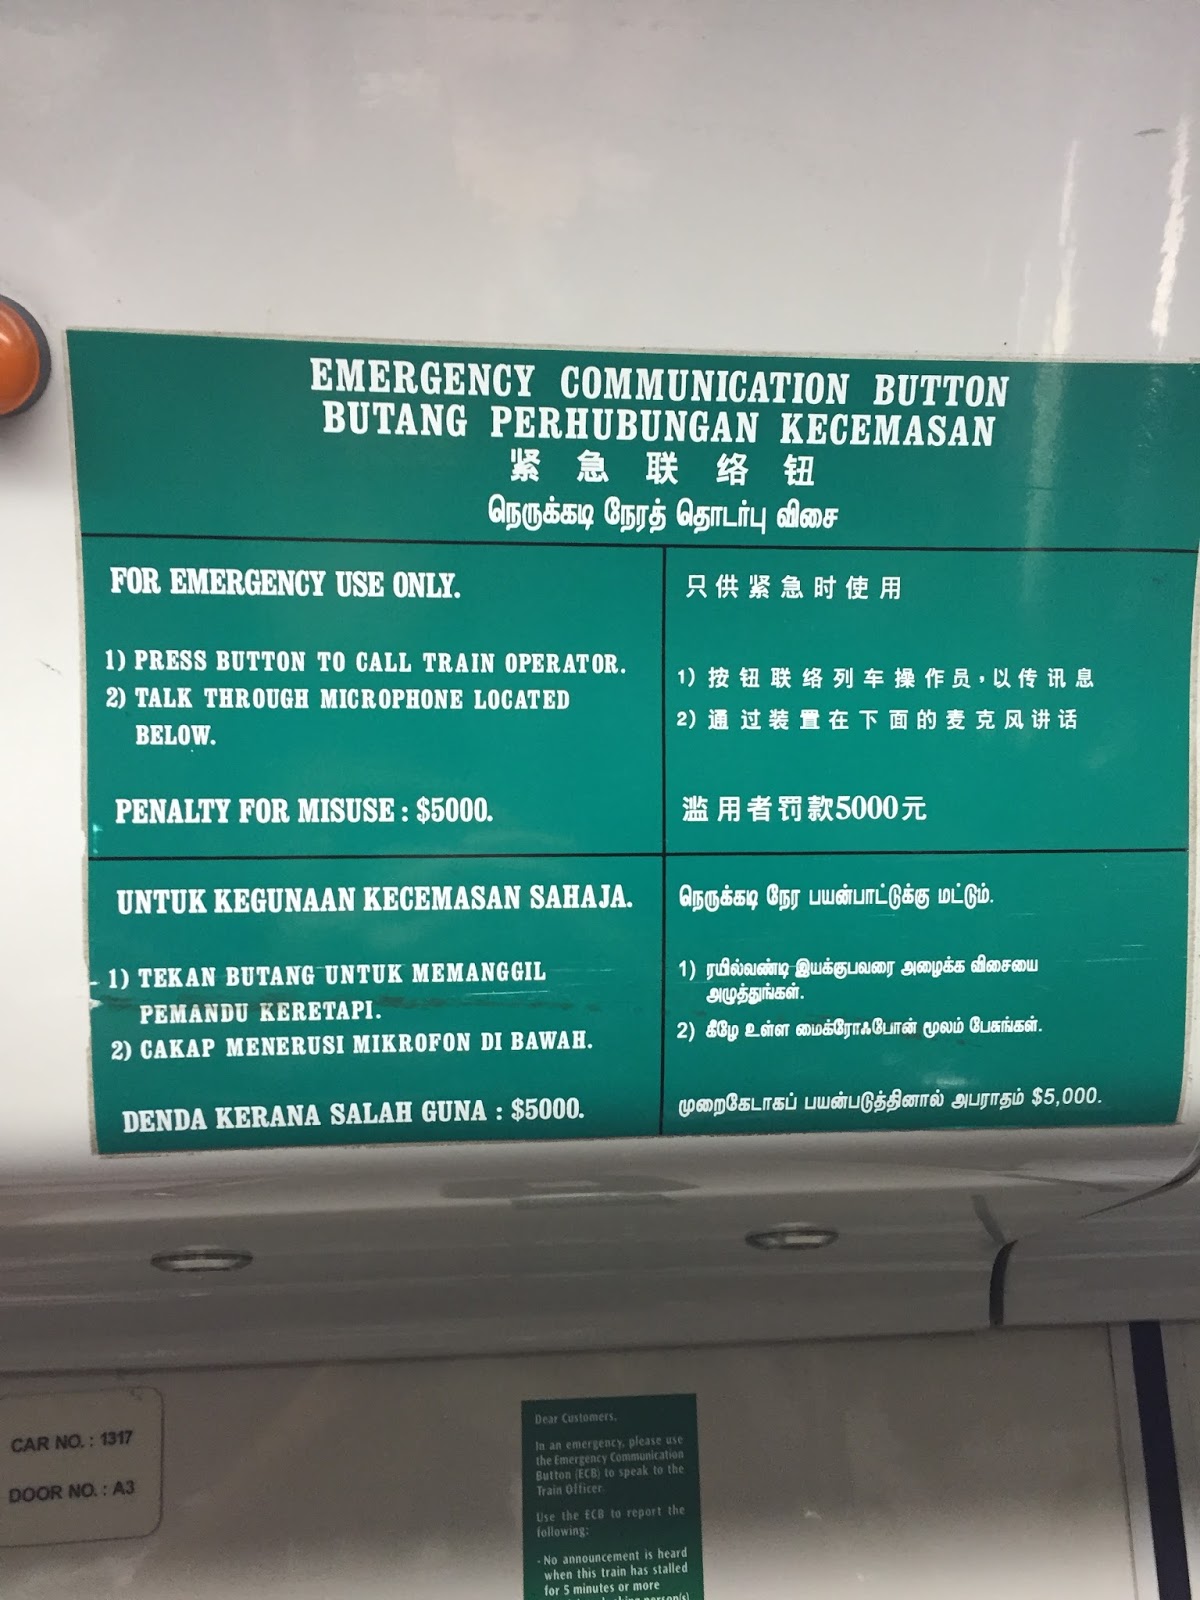 EMERGENCY COMMUNICATION BUTTON
BUTANG PERHUBUNGAN KECEMASAN
紧急联络钮
நெருக்கடி நேரத் தொடர்பு விசை
FOR EMERGENCY USE ONLY.
1) PRESS BUTTON TO CALL TRAIN OPERATOR.
2) TALK THROUGH MICROPHONE LOCATED
BELOW.
PENALTY FOR MISUSE : $5000.
只供紧急时使用
1) 按钮联络列车操作员，以传讯息
2) 通过装置在下面的麦克风讲话
滥用者罚款5000元
UNTUK KEGUNAAN KECEMASAN SAHAJA.
1) TEKAN BUTANG UNTUK MEMANGGIL
PEMANDU KERETAPI.
2) CAKAP MENERUSI MIKROFON DI BAWAH.
DENDA KERANA SALAH GUNA : $5000.
நெருக்கடி நேர பயன்பாட்டுக்கு மட்டும்.
1) ரயில்வண்டி இயக்குபவரை அழைக்க விசையை
அழுத்துங்கள்.
2) கீழே உள்ள மைக்ரோஃபோன் மூலம் பேசுங்கள்.
முறைகேடாகப் பயன்படுத்தினால் அபராதம் $5,000.
CAR NO. : 1317
DOOR NO. : A3
Dear Customers,
In an emergency, please use
the Emergency Communication
Button (ECB) to speak to the
Train Officer.
Use the ECB to report the
following:
- No announcement is heard
when this train has stalled
for 5 minutes or more